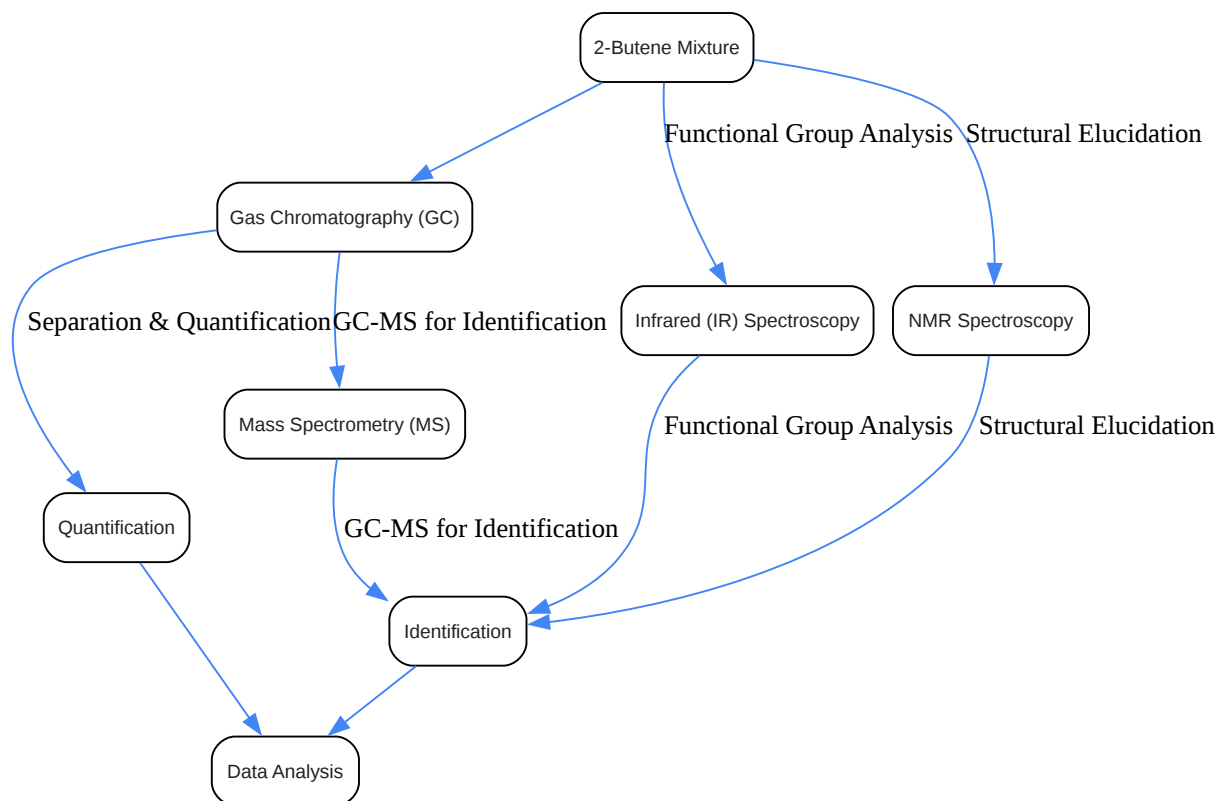 2-Butene Mixture
Functional Group Analysis
Structural Elucidation
Gas Chromatography (GC)
Separation & Quantification
GC-MS for Identification
Infrared (IR) Spectroscopy
NMR Spectroscopy
Mass Spectrometry (MS)
Functional Group Analysis
Structural Elucidation
Quantification
GC-MS for Identification
Identification
Data Analysis